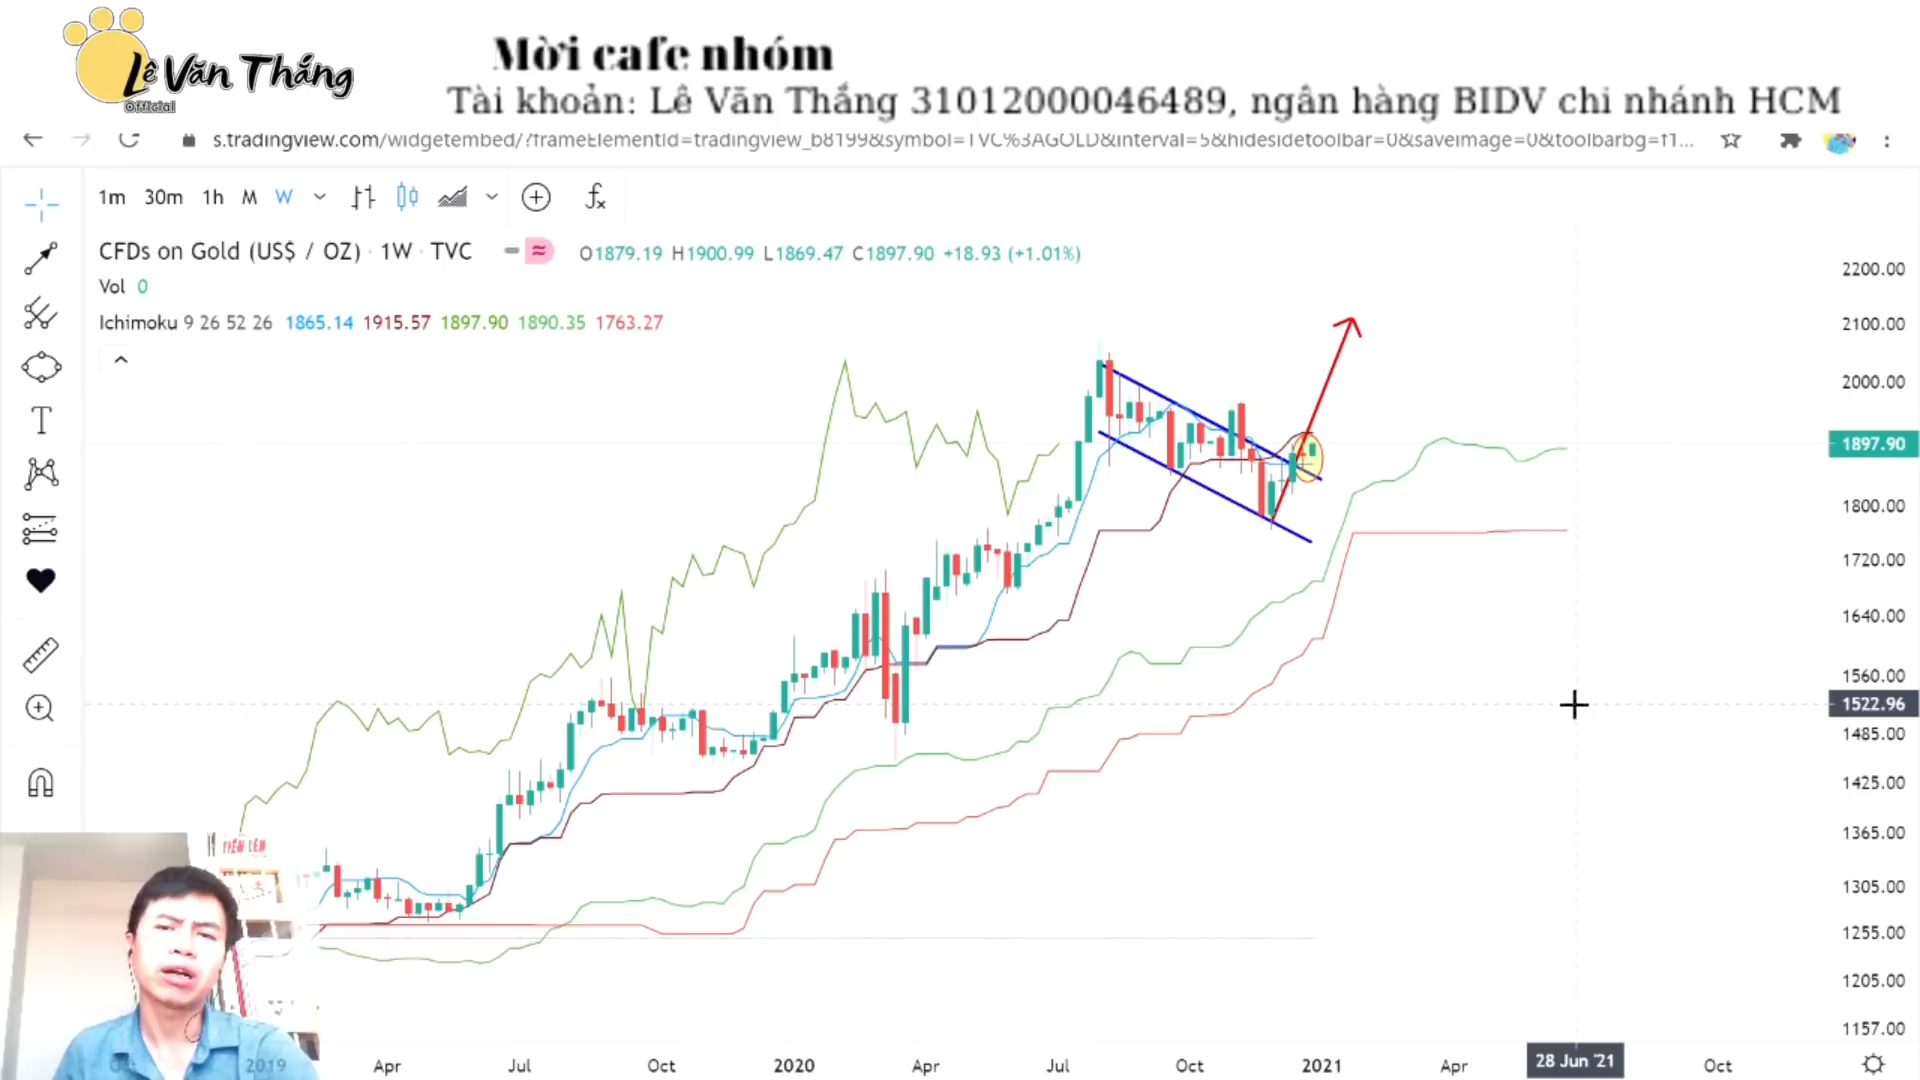 Lê Văn Thắng
Official
Mời cafe nhóm
Tài khoản: Lê Văn Thắng 31012000046489, ngân hàng BIDV chi nhánh HCM
s.tradingview.com/widgetembed/?frameElementId=tradingview_b8199&symbol=TVC%3AGOLD&interval=5&hidesidetoolbar=0&saveimage=0&toolbarbg=f1...
1m 30m 1h M W
CFDs on Gold (US$ / OZ) · 1W · TVC O1879.19 H1900.99 L1869.47 C1897.90 +18.93 (+1.01%)
Vol 0
Ichimoku 9 26 52 26 1865.14 1915.57 1897.90 1890.35 1763.27
2200.00
2100.00
2000.00
1897.90
1800.00
1720.00
1640.00
1560.00
1522.96
1485.00
1425.00
1365.00
1305.00
1255.00
1205.00
1157.00
2019 Apr Jul Oct 2020 Apr Jul Oct 2021 Apr 28 Jun '21 Oct